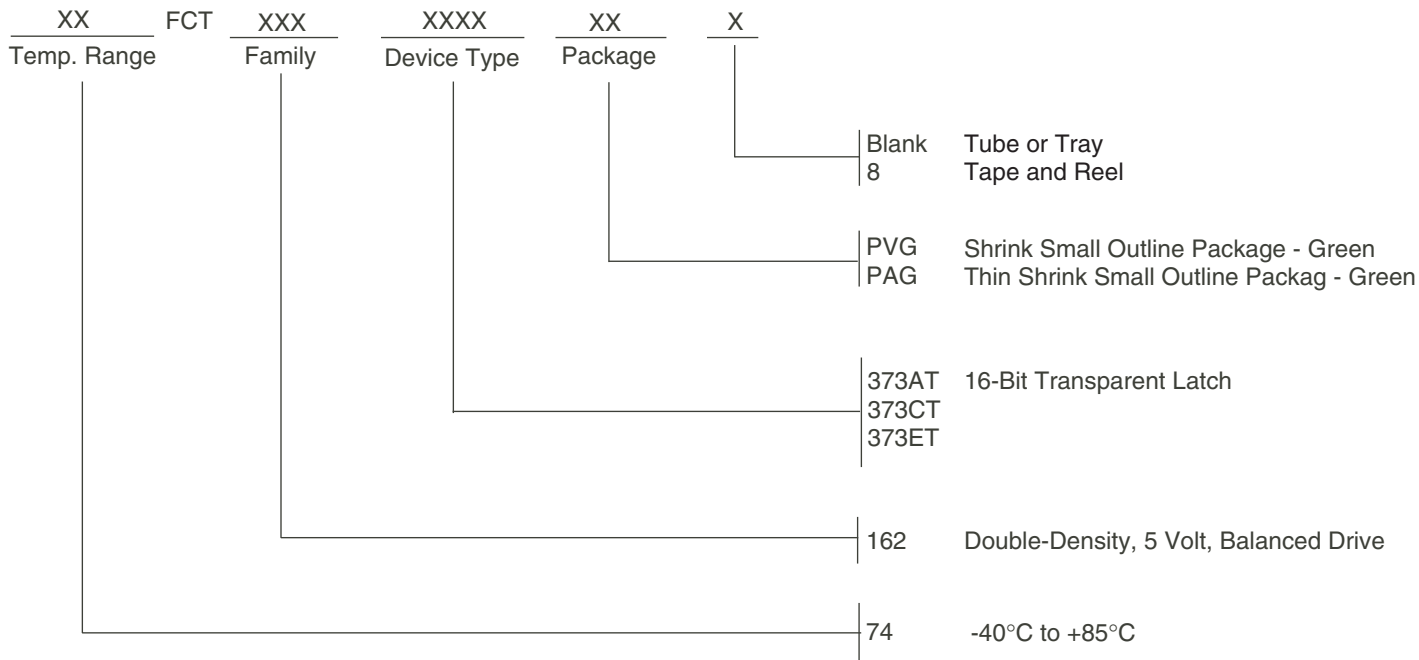 XX FCT XXX XXXX XX X
Temp. Range Family Device Type Package
Blank Tube or Tray
8 Tape and Reel
PVG Shrink Small Outline Package - Green
PAG Thin Shrink Small Outline Packag - Green
373AT 16-Bit Transparent Latch
373CT
373ET
162 Double-Density, 5 Volt, Balanced Drive
74 -40°C to +85°C